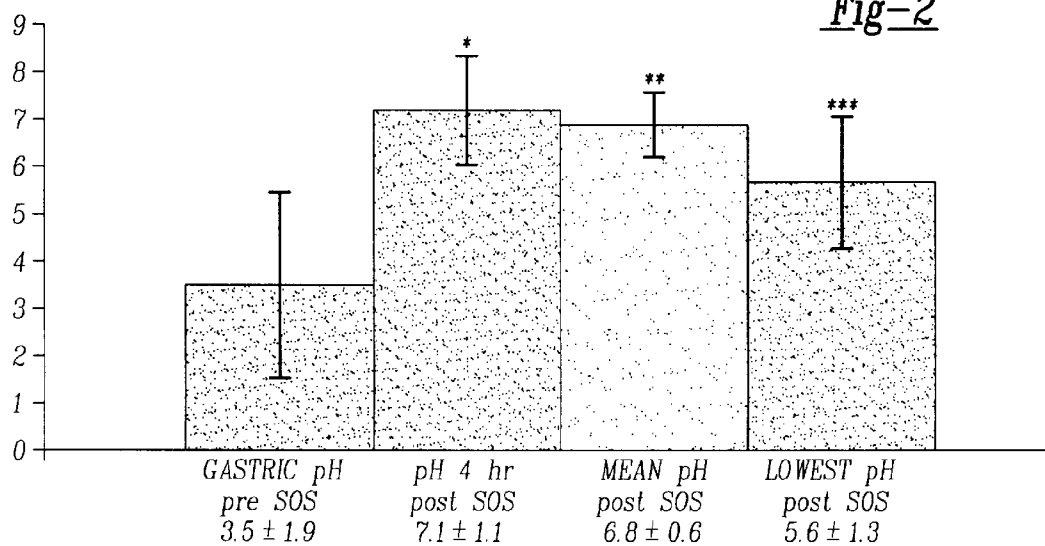 Fig-2
9
8
7
6
5
4
3
2
1
0
*
**
***
GASTRIC pH
pre SOS
3.5 ± 1.9
pH 4 hr
post SOS
7.1 ± 1.1
MEAN pH
post SOS
6.8 ± 0.6
LOWEST pH
post SOS
5.6 ± 1.3